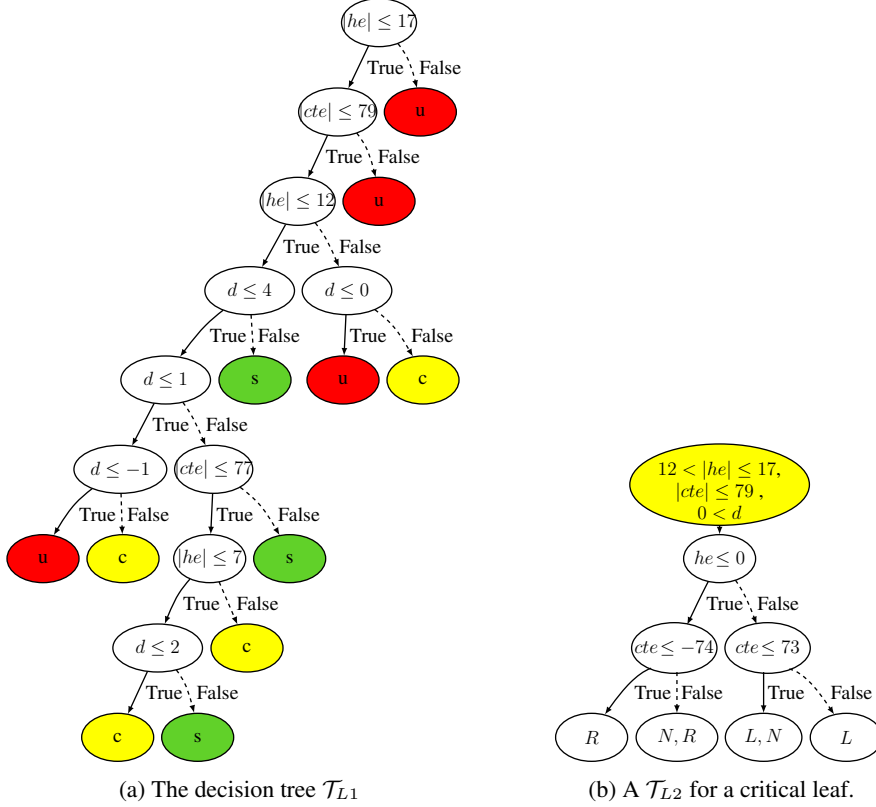 |he| ≤ 17
True False
|cte| ≤ 79 u
True False
|he| ≤ 12 u
True False
d ≤ 4 d ≤ 0
True False True False
d ≤ 1 s u c
True False
d ≤ −1 |cte| ≤ 77
True False True False
u c |he| ≤ 7 s
True False
d ≤ 2 c
True False
c s
(a) The decision tree 𝒯L1
12 < |he| ≤ 17,
|cte| ≤ 79 ,
0 < d
he ≤ 0
True False
cte ≤ −74 cte ≤ 73
True False True False
R N, R L, N L
(b) A 𝒯L2 for a critical leaf.